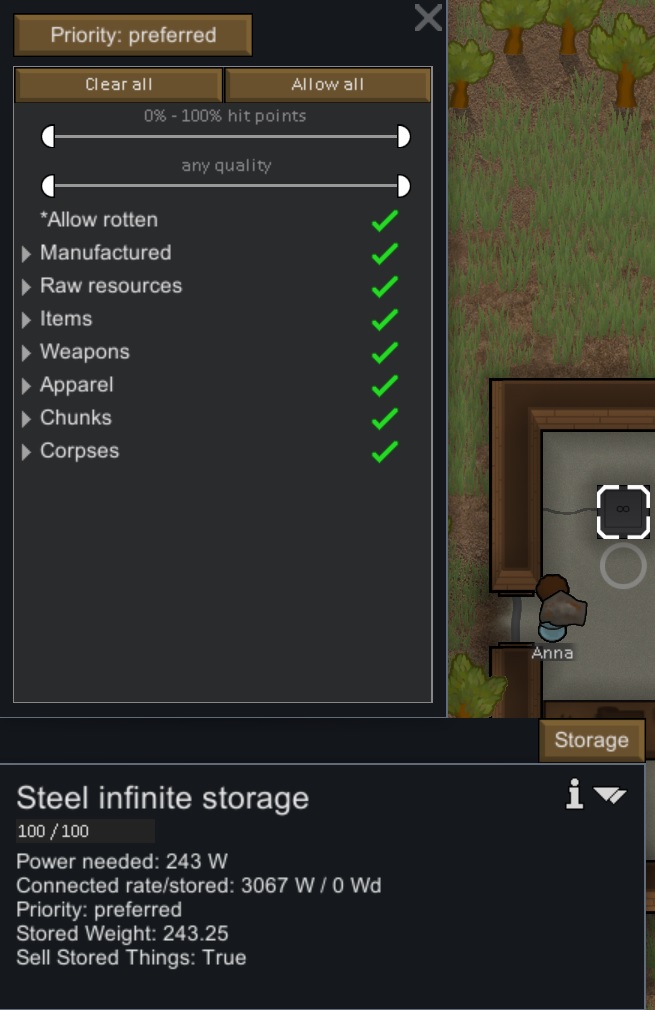 Priority: preferred
Clear all
Allow all
0% - 100% hit points
any quality
*Allow rotten
Manufactured
Raw resources
Items
Weapons
Apparel
Chunks
Corpses
∞
Anna
Storage
Steel infinite storage
100 / 100
Power needed: 243 W
Connected rate/stored: 3067 W / 0 Wd
Priority: preferred
Stored Weight: 243.25
Sell Stored Things: True